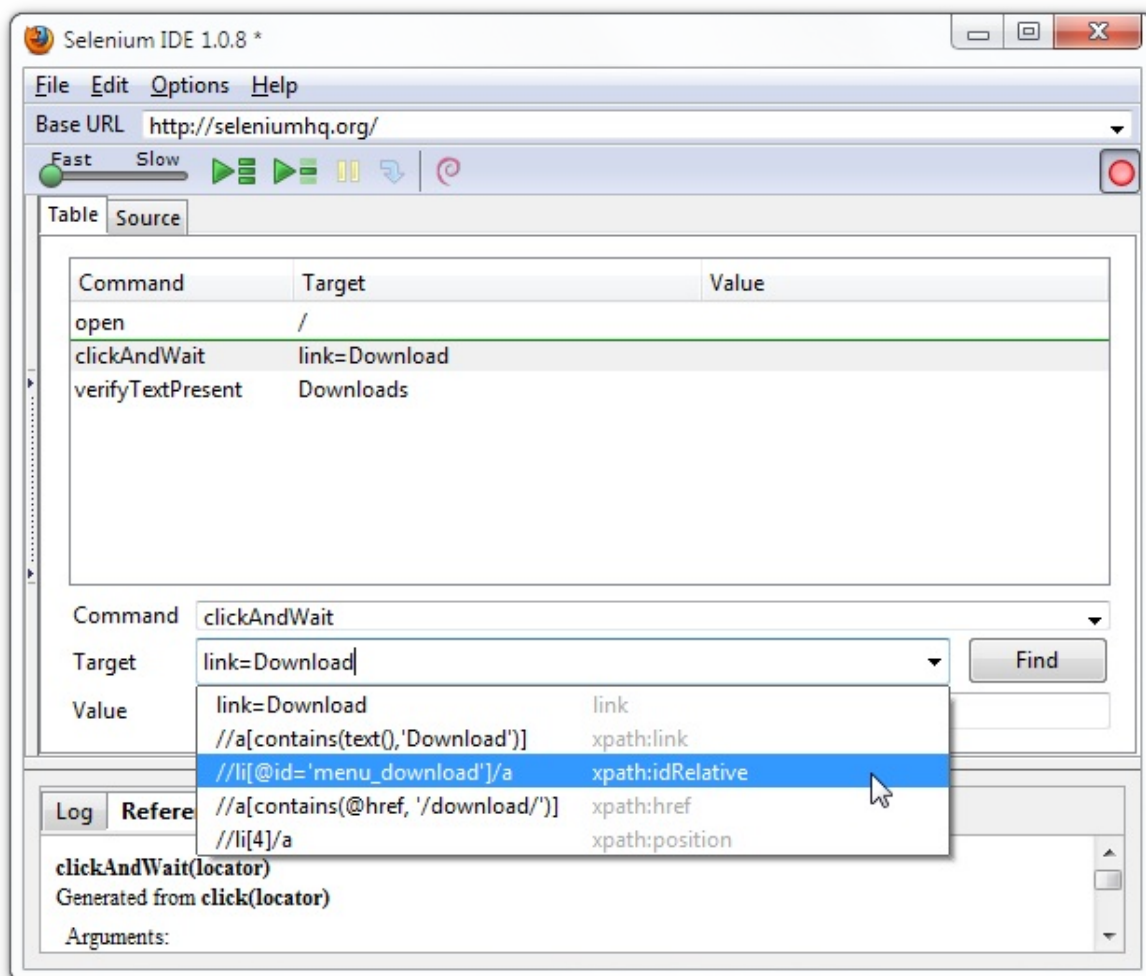 Selenium IDE 1.0.8 *
File Edit Options Help
Base URL http://seleniumhq.org/
Fast Slow
Table Source
Command Target Value
open /
clickAndWait link=Download
verifyTextPresent Downloads
Command clickAndWait
Target link=Download Find
Value
link=Download link
//a[contains(text(),'Download')] xpath:link
//li[@id='menu_download']/a xpath:idRelative
//a[contains(@href, '/download/')] xpath:href
//li[4]/a xpath:position
Log Refere
clickAndWait(locator)
Generated from click(locator)
Arguments: